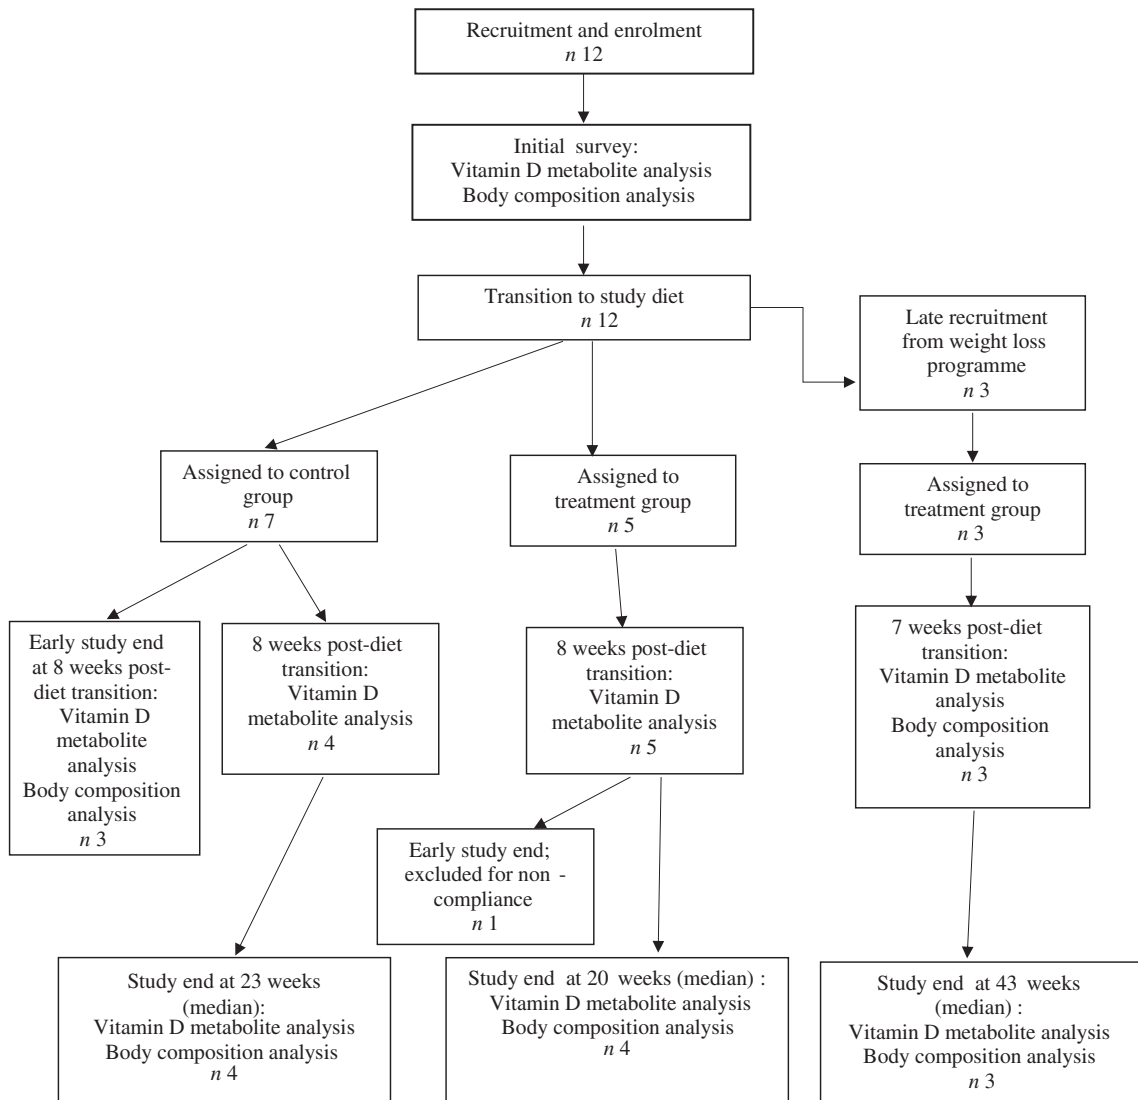 Recruitment and enrolment
n 12
Initial survey:
Vitamin D metabolite analysis
Body composition analysis
Transition to study diet
n 12
Late recruitment
from weight loss
programme
n 3
Assigned to control
group
n 7
Assigned to
treatment group
n 5
Assigned to
treatment group
n 3
Early study end
at 8 weeks post-
diet transition:
Vitamin D
metabolite
analysis
Body composition
analysis
n 3
8 weeks post-diet
transition:
Vitamin D
metabolite analysis
n 4
8 weeks post-diet
transition:
Vitamin D
metabolite analysis
n 5
7 weeks post-diet
transition:
Vitamin D metabolite
analysis
Body composition
analysis
n 3
Early study end;
excluded for non -
compliance
n 1
Study end at 23 weeks
(median):
Vitamin D metabolite analysis
Body composition analysis
n 4
Study end at 20 weeks (median) :
Vitamin D metabolite analysis
Body composition analysis
n 4
Study end at 43 weeks
(median) :
Vitamin D metabolite analysis
Body composition analysis
n 3